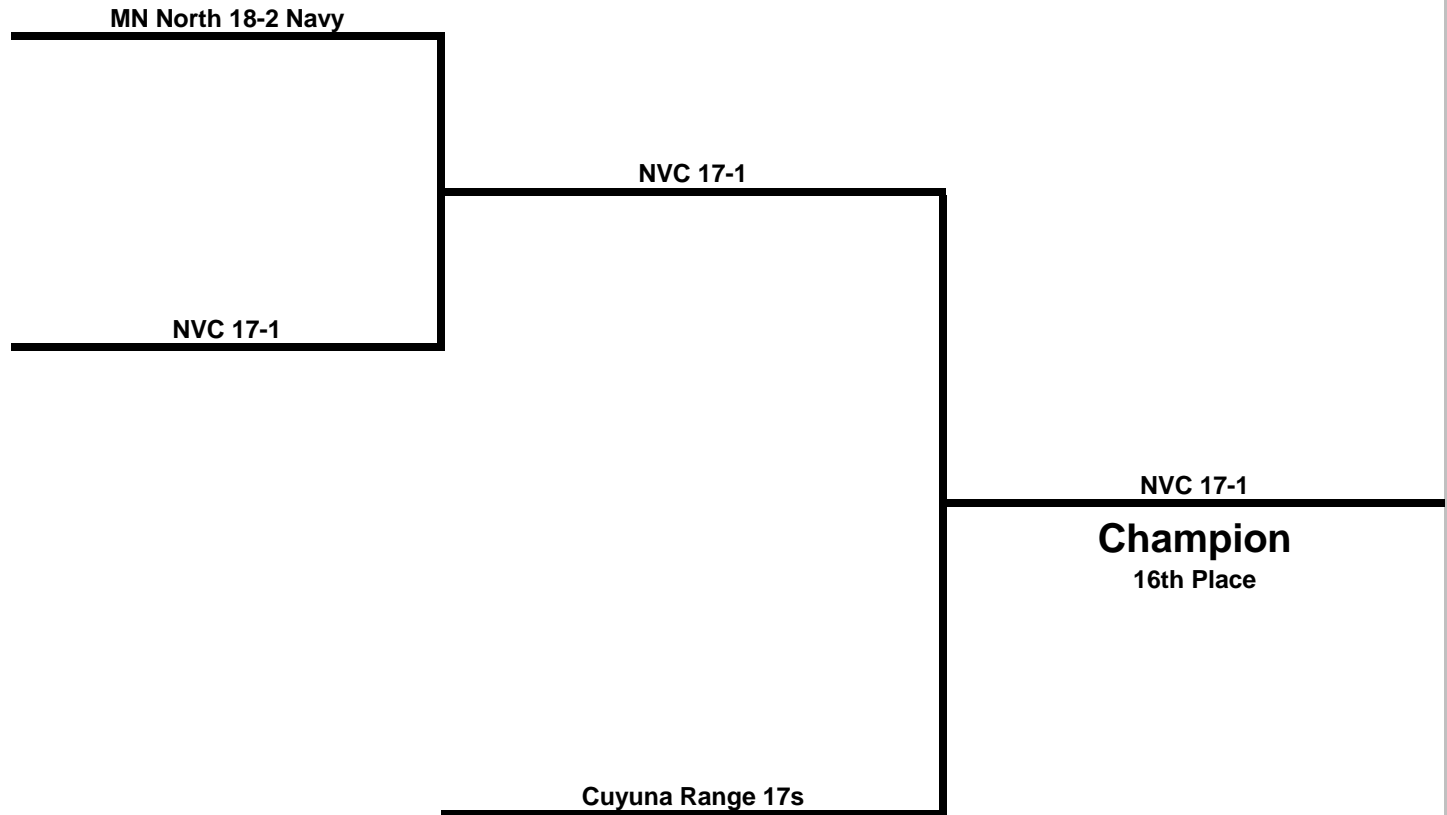 MN North 18-2 Navy
NVC 17-1
NVC 17-1
NVC 17-1
Champion
16th Place
Cuyuna Range 17s